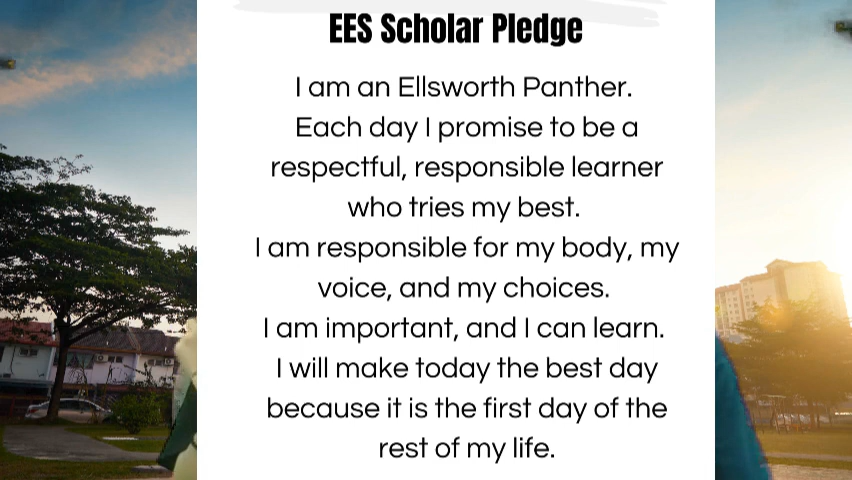 EES Scholar Pledge
I am an Ellsworth Panther.
Each day I promise to be a
respectful, responsible learner
who tries my best.
I am responsible for my body, my
voice, and my choices.
I am important, and I can learn.
I will make today the best day
because it is the first day of the
rest of my life.